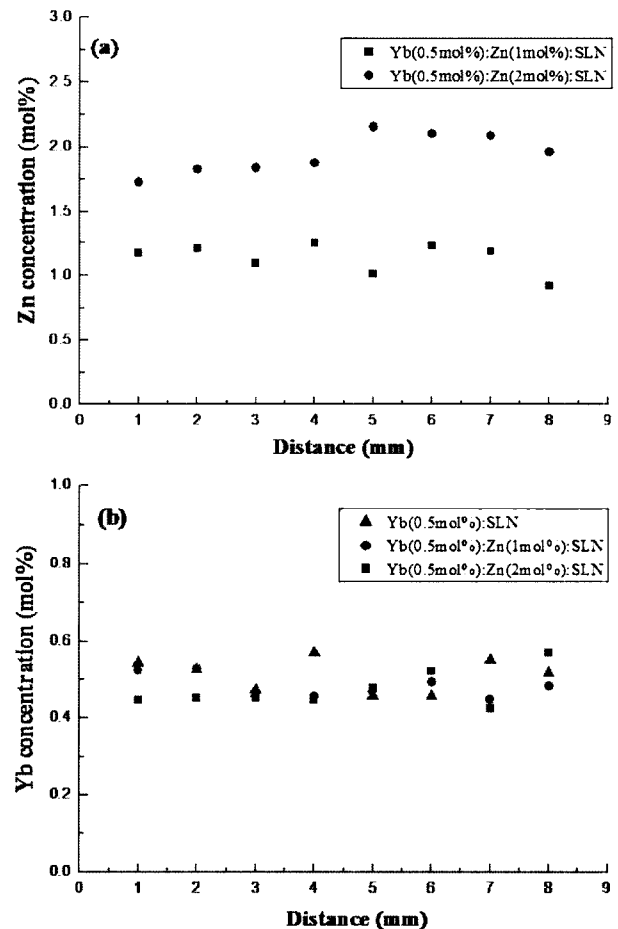 (a)
Yb(0.5mol%):Zn(1mol%):SLN
Yb(0.5mol%):Zn(2mol%):SLN
Zn concentration (mol%)
3.0
2.5
2.0
1.5
1.0
0.5
0.0
0 1 2 3 4 5 6 7 8 9
Distance (mm)
(b)
Yb(0.5mol%):SLN
Yb(0.5mol%):Zn(1mol%):SLN
Yb(0.5mol%):Zn(2mol%):SLN
Yb concentration (mol%)
1.0
0.8
0.6
0.4
0.2
0.0
0 1 2 3 4 5 6 7 8 9
Distance (mm)